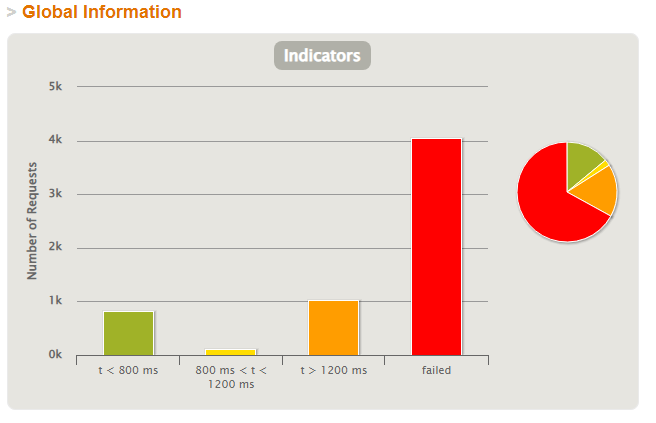 > Global Information
Indicators
5k
4k
3k
2k
1k
0k
Number of Requests
t < 800 ms
800 ms < t <
1200 ms
t > 1200 ms
failed